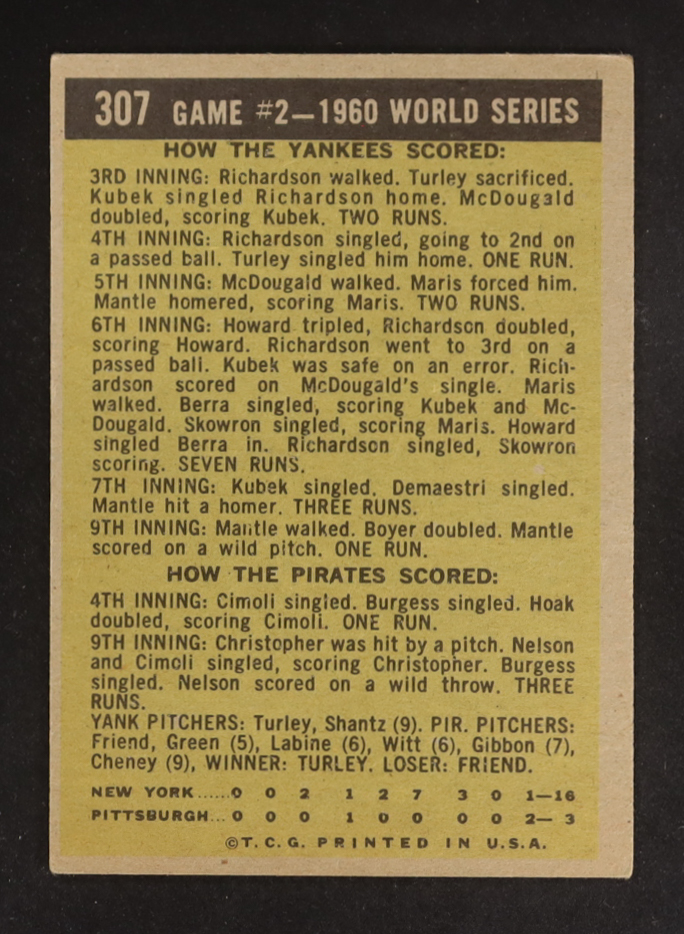 307 GAME #2—1960 WORLD SERIES
HOW THE YANKEES SCORED:
3RD INNING: Richardson walked. Turley sacrificed.
Kubek singled Richardson home. McDougald
doubled, scoring Kubek. TWO RUNS.
4TH INNING: Richardson singled, going to 2nd on
a passed ball. Turley singled him home. ONE RUN.
5TH INNING: McDougald walked. Maris forced him.
Mantle homered, scoring Maris. TWO RUNS.
6TH INNING: Howard tripled, Richardson doubled,
scoring Howard. Richardson went to 3rd on a
passed ball. Kubek was safe on an error. Rich-
ardson scored on McDougald's single. Maris
walked. Berra singled, scoring Kubek and Mc-
Dougald. Skowron singled, scoring Maris. Howard
singled Berra in. Richardson singled, Skowron
scoring. SEVEN RUNS.
7TH INNING: Kubek singled. Demaestri singled.
Mantle hit a homer. THREE RUNS.
9TH INNING: Mantle walked. Boyer doubled. Mantle
scored on a wild pitch. ONE RUN.
HOW THE PIRATES SCORED:
4TH INNING: Cimoli singled. Burgess singled. Hoak
doubled, scoring Cimoli. ONE RUN.
9TH INNING: Christopher was hit by a pitch. Nelson
and Cimoli singled, scoring Christopher. Burgess
singled. Nelson scored on a wild throw. THREE
RUNS.
YANK PITCHERS: Turley, Shantz (9). PIR. PITCHERS:
Friend, Green (5), Labine (6), Witt (6), Gibbon (7),
Cheney (9), WINNER: TURLEY. LOSER: FRIEND.
NEW YORK......0 0 2 1 2 7 3 0 1—16
PITTSBURGH...0 0 0 1 0 0 0 0 2— 3
©T.C.G. PRINTED IN U.S.A.